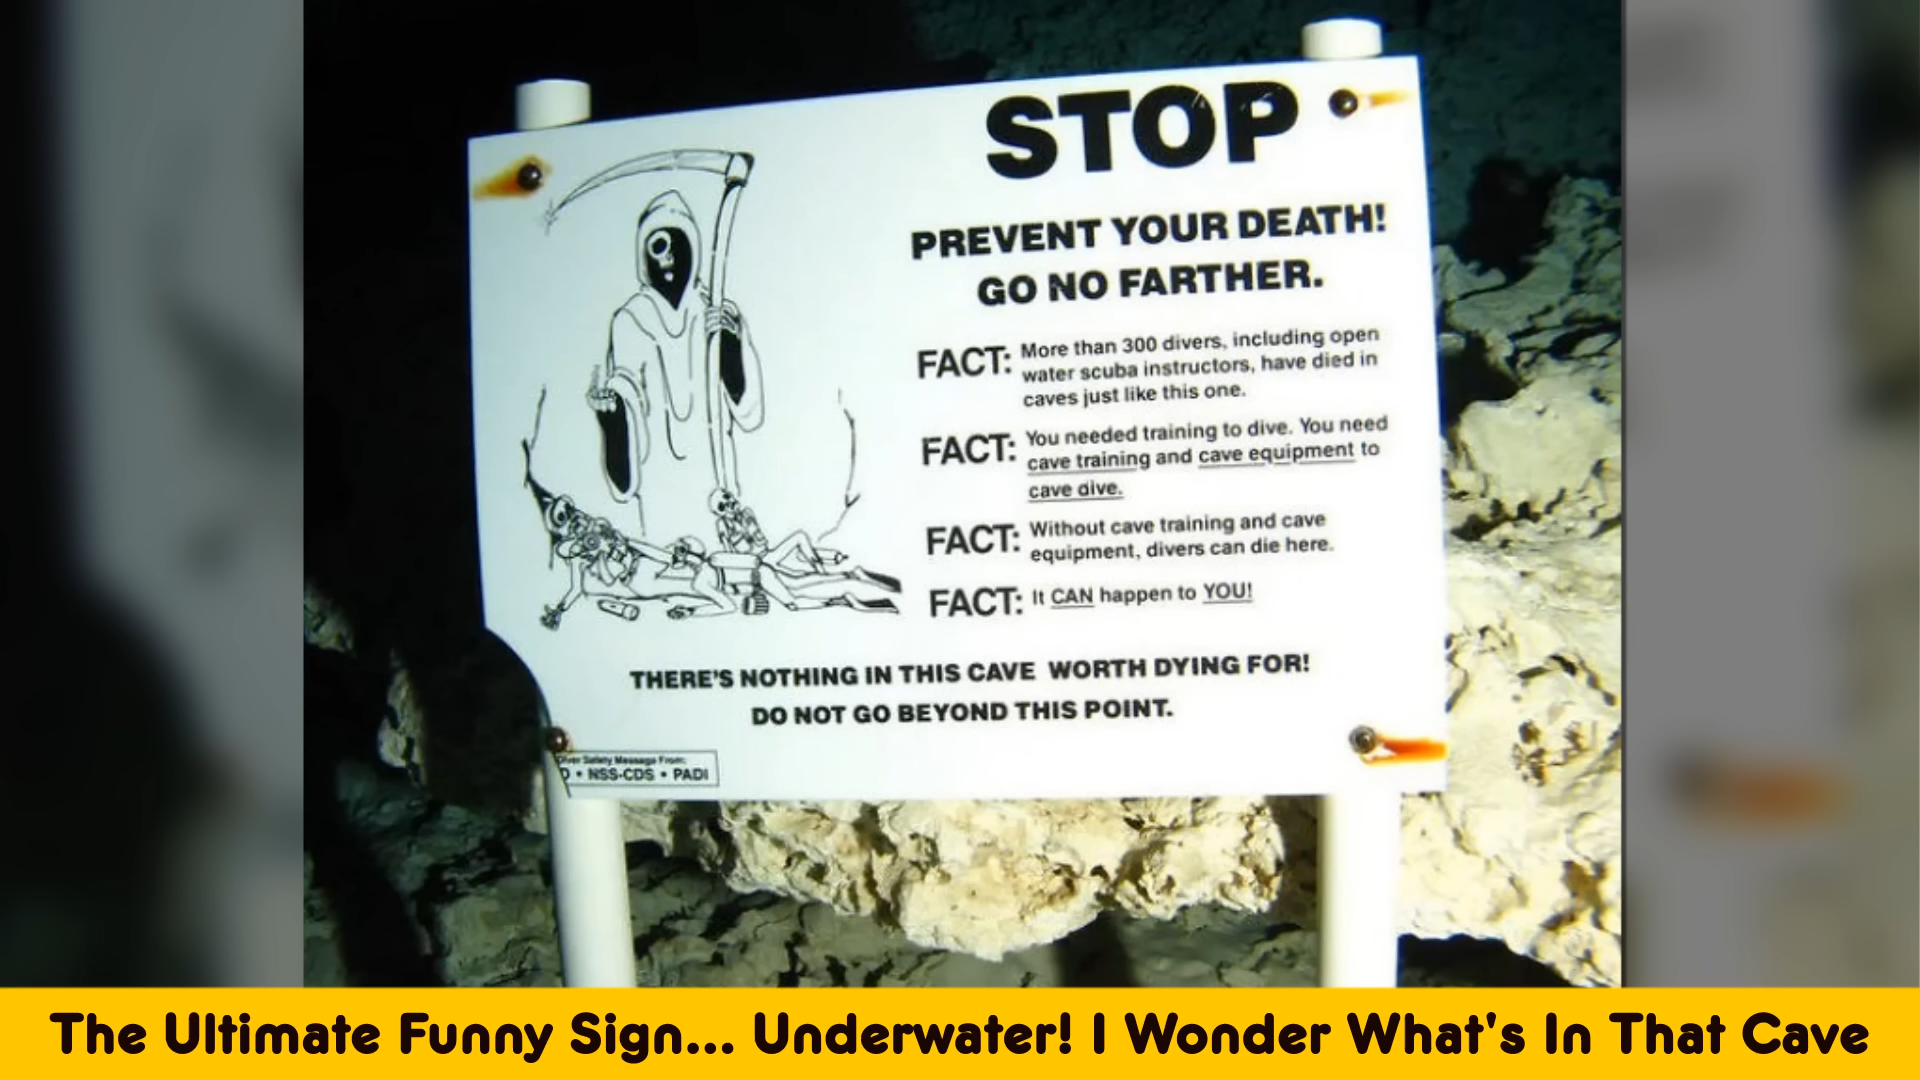 STOP
PREVENT YOUR DEATH!
GO NO FARTHER.
FACT: More than 300 divers, including open
water scuba instructors, have died in
caves just like this one.
FACT: You needed training to dive. You need
cave training and cave equipment to
cave dive.
FACT: Without cave training and cave
equipment, divers can die here.
FACT: It CAN happen to YOU!
THERE'S NOTHING IN THIS CAVE WORTH DYING FOR!
DO NOT GO BEYOND THIS POINT.
Diver Safety Message From:
• NSS-CDS • PADI
The Ultimate Funny Sign... Underwater! I Wonder What's In That Cave